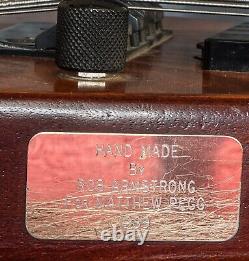 HAND MADE
By
BOB ARMSTRONG
FOR MATTHEW PEGG